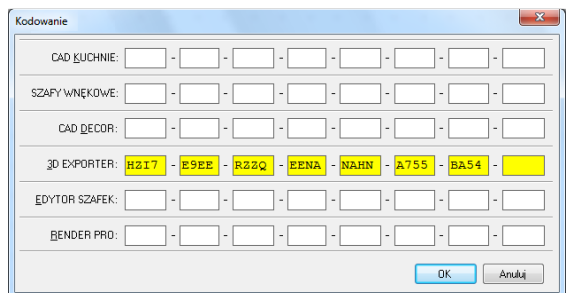 Kodowanie
CAD KUCHNIE: - - - - - - -
SZAFY WNĘKOWE: - - - - - - -
CAD DECOR: - - - - - - -
3D EXPORTER: HZI7 - E9EE - RZZQ - EENA - NAHN - A755 - BA54 -
EDYTOR SZAFEK: - - - - - - -
RENDER PRO: - - - - - - -
OK Anuluj